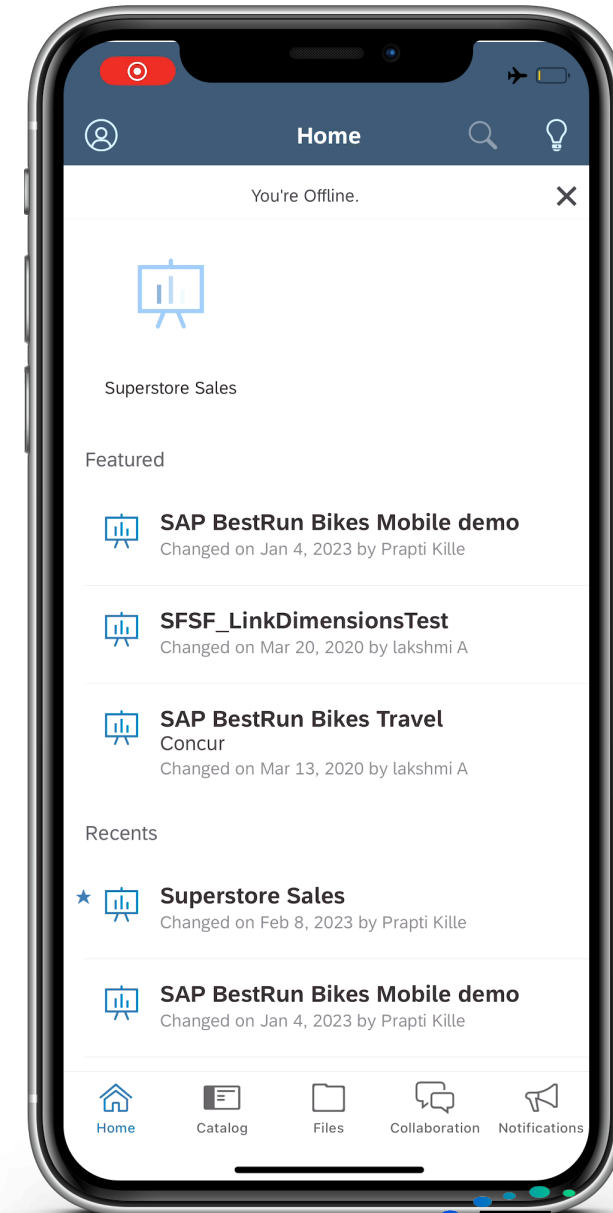 Home
You're Offline.
Superstore Sales
Featured
SAP BestRun Bikes Mobile demo
Changed on Jan 4, 2023 by Prapti Kille
SFSF_LinkDimensionsTest
Changed on Mar 20, 2020 by lakshmi A
SAP BestRun Bikes Travel
Concur
Changed on Mar 13, 2020 by lakshmi A
Recents
Superstore Sales
Changed on Feb 8, 2023 by Prapti Kille
SAP BestRun Bikes Mobile demo
Changed on Jan 4, 2023 by Prapti Kille
Home Catalog Files Collaboration Notifications